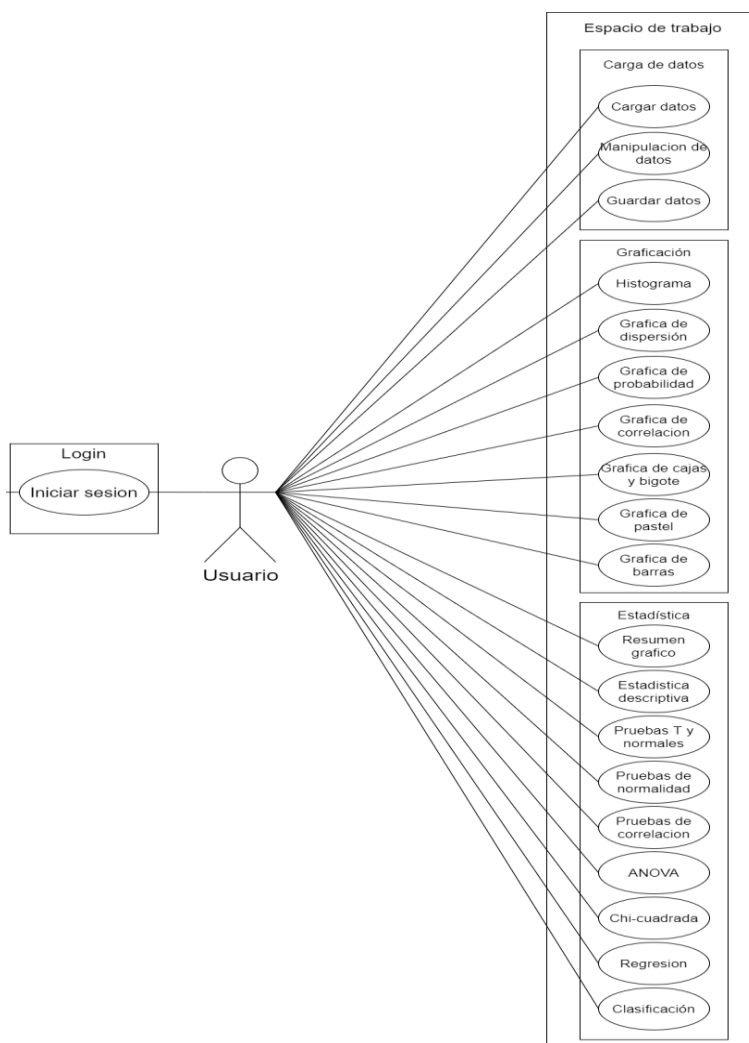 Espacio de trabajo
Carga de datos
Cargar datos
Manipulacion de
datos
Guardar datos
Graficación
Histograma
Grafica de
dispersión
Grafica de
probabilidad
Grafica de
correlacion
Grafica de cajas
y bigote
Grafica de
pastel
Grafica de
barras
Login
Iniciar sesion
Usuario
Estadística
Resumen
grafico
Estadistica
descriptiva
Pruebas T y
normales
Pruebas de
normalidad
Pruebas de
correlacion
ANOVA
Chi-cuadrada
Regresion
Clasificación